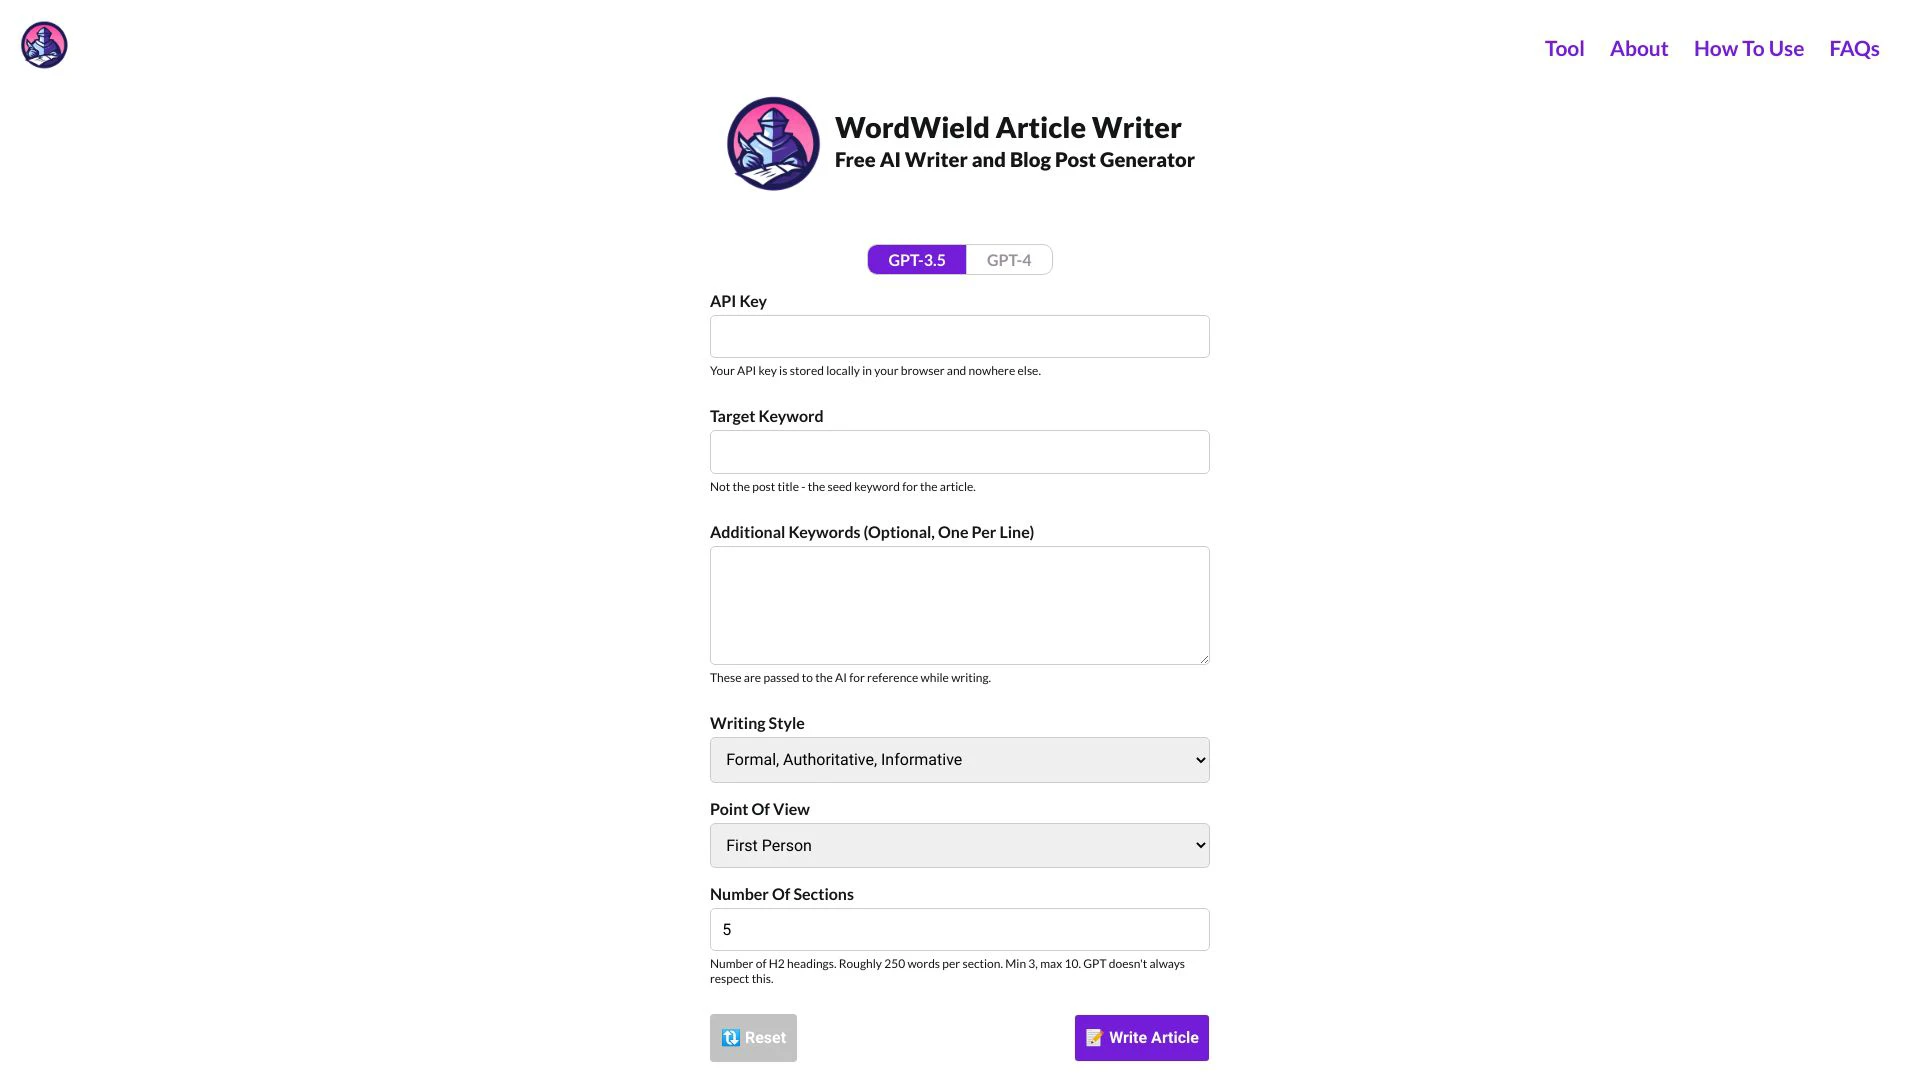 Tool About How To Use FAQs
WordWield Article Writer
Free AI Writer and Blog Post Generator
GPT-3.5 GPT-4
API Key
Your API key is stored locally in your browser and nowhere else.
Target Keyword
Not the post title - the seed keyword for the article.
Additional Keywords (Optional, One Per Line)
These are passed to the AI for reference while writing.
Writing Style
Formal, Authoritative, Informative
Point Of View
First Person
Number Of Sections
5
Number of H2 headings. Roughly 250 words per section. Min 3, max 10. GPT doesn't always
respect this.
Reset Write Article